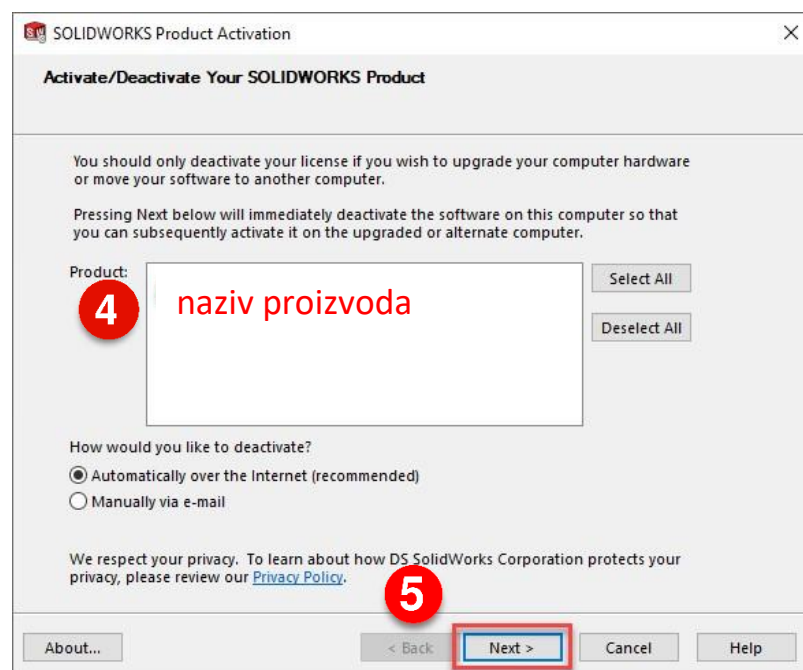 SOLIDWORKS Product Activation
Activate/Deactivate Your SOLIDWORKS Product
You should only deactivate your license if you wish to upgrade your computer hardware
or move your software to another computer.
Pressing Next below will immediately deactivate the software on this computer so that
you can subsequently activate it on the upgraded or alternate computer.
Product:
4
naziv proizvoda
Select All
Deselect All
How would you like to deactivate?
Automatically over the Internet (recommended)
Manually via e-mail
We respect your privacy. To learn about how DS SolidWorks Corporation protects your
privacy, please review our Privacy Policy.
5
About...
< Back
Next >
Cancel
Help